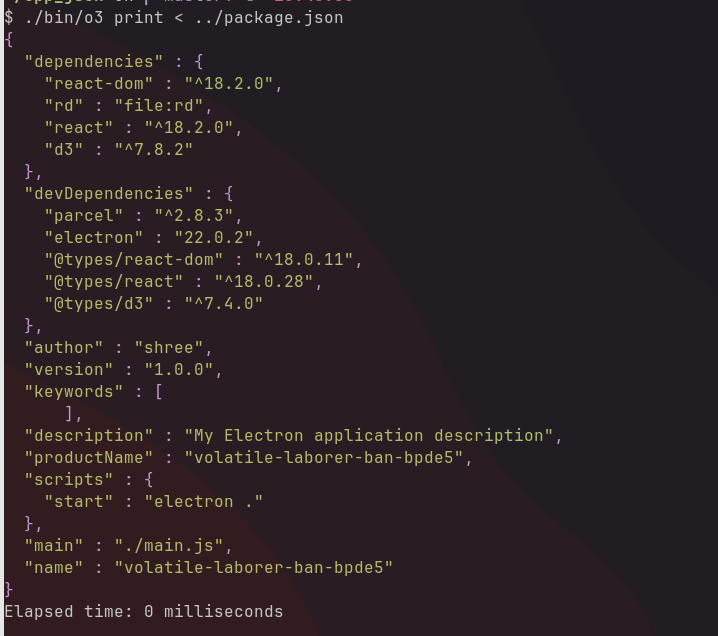 $ ./bin/o3 print < ../package.json
{
  "dependencies" : {
    "react-dom" : "^18.2.0",
    "rd" : "file:rd",
    "react" : "^18.2.0",
    "d3" : "^7.8.2"
  },
  "devDependencies" : {
    "parcel" : "^2.8.3",
    "electron" : "22.0.2",
    "@types/react-dom" : "^18.0.11",
    "@types/react" : "^18.0.28",
    "@types/d3" : "^7.4.0"
  },
  "author" : "shree",
  "version" : "1.0.0",
  "keywords" : [
      ],
  "description" : "My Electron application description",
  "productName" : "volatile-laborer-ban-bpde5",
  "scripts" : {
    "start" : "electron ."
  },
  "main" : "./main.js",
  "name" : "volatile-laborer-ban-bpde5"
}
Elapsed time: 0 milliseconds